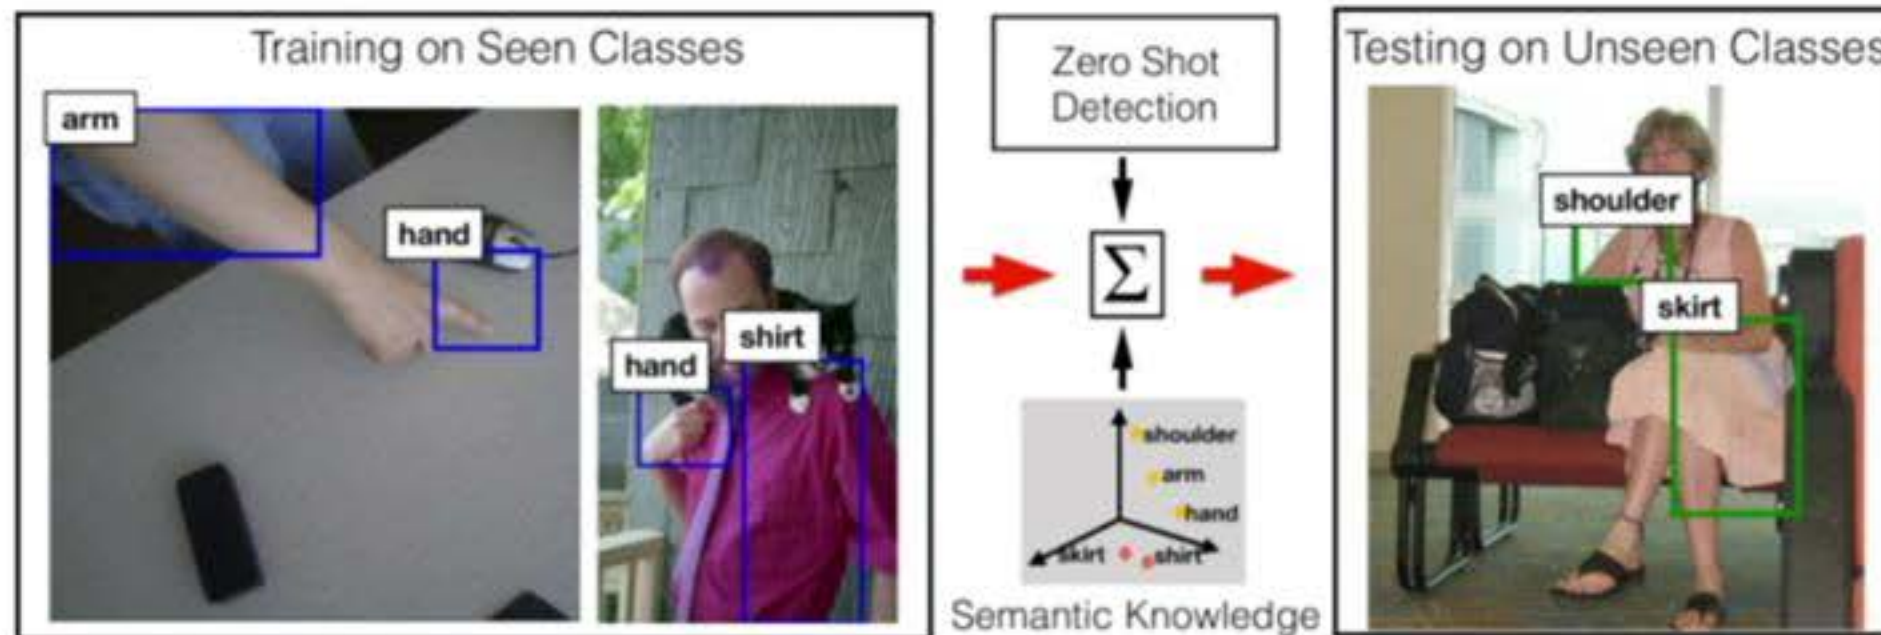 Training on Seen Classes
arm
hand
hand
shirt
Zero Shot
Detection
Σ
shoulder
arm
hand
skirt
shirt
Semantic Knowledge
Testing on Unseen Classes
shoulder
skirt